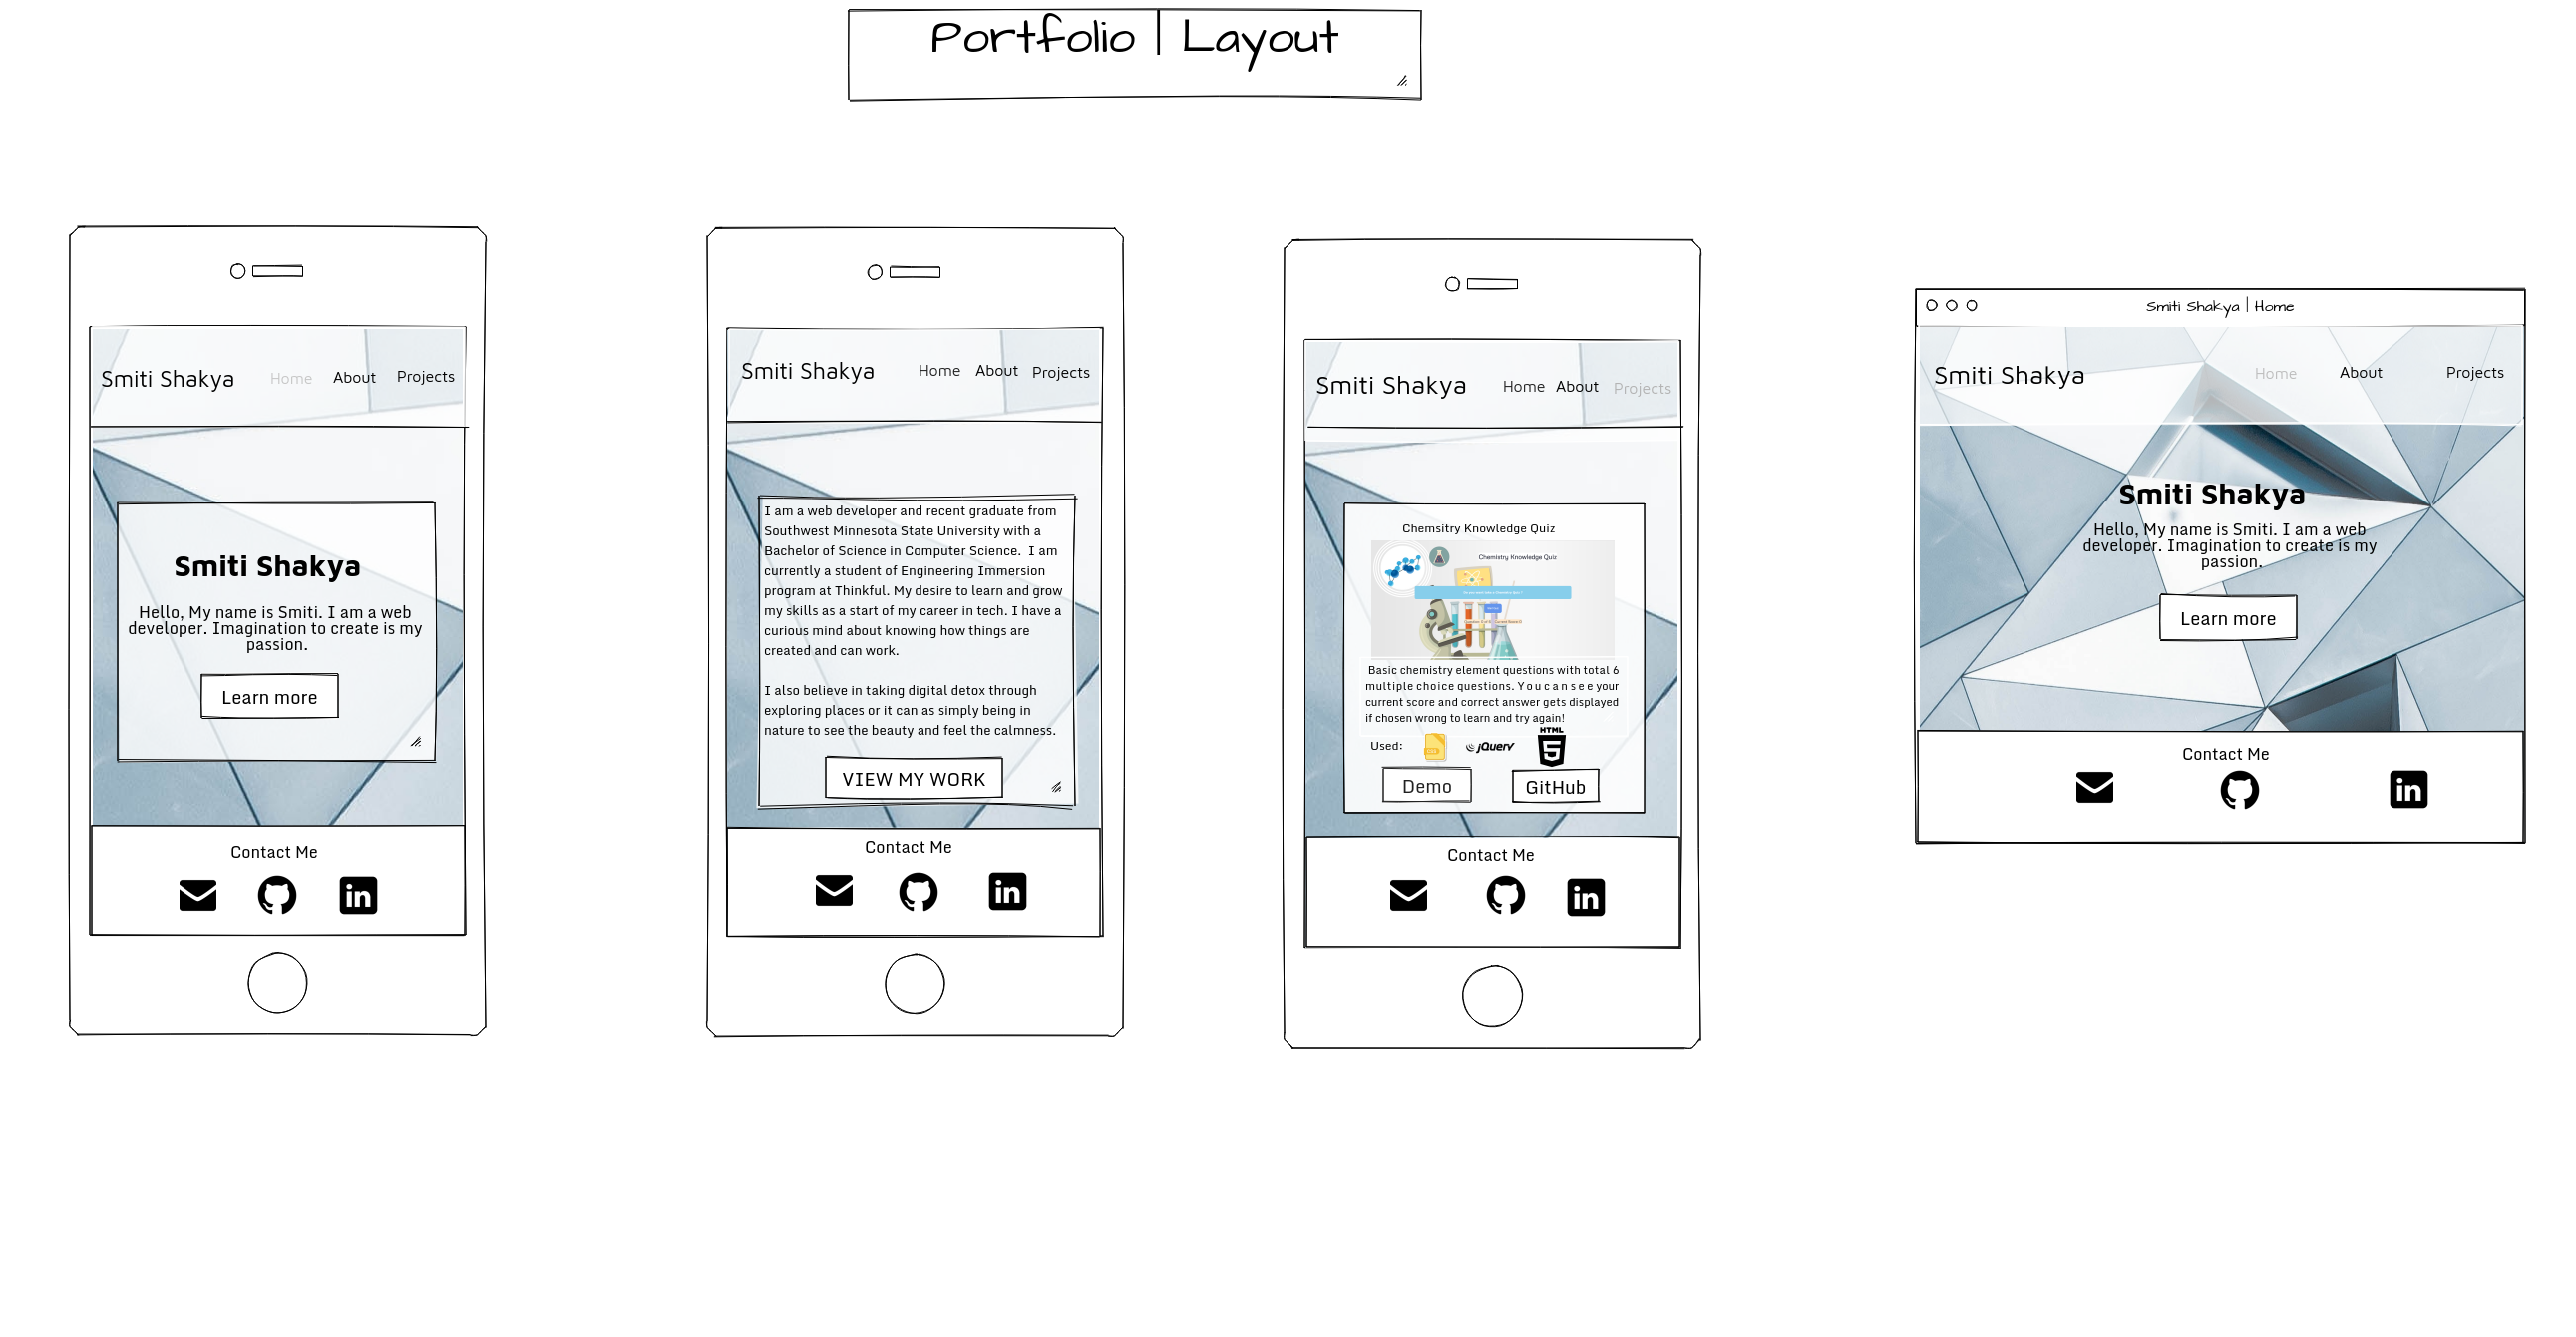 Portfolio | Layout
Smiti Shakya Home About Projects
Smiti Shakya
Hello, My name is Smiti. I am a web
developer. Imagination to create is my
passion.
Learn more
Contact Me
in
Smiti Shakya Home About Projects
I am a web developer and recent graduate from
Southwest Minnesota State University with a
Bachelor of Science in Computer Science. I am
currently a student of Engineering Immersion
program at Thinkful. My desire to learn and grow
my skills as a start of my career in tech. I have a
curious mind about knowing how things are
created and can work.
I also believe in taking digital detox through
exploring places or it can as simply being in
nature to see the beauty and feel the calmness.
VIEW MY WORK
Contact Me
in
Smiti Shakya Home About Projects
Chemsitry Knowledge Quiz
Chemistry Knowledge Quiz
Basic chemistry element questions with total 6
multiple choice questions. Y o u c a n s e e your
current score and correct answer gets displayed
if chosen wrong to learn and try again!
Used: jQuery HTML 5
Demo GitHub
Contact Me
in
Smiti Shakya | Home
Smiti Shakya Home About Projects
Smiti Shakya
Hello, My name is Smiti. I am a web
developer. Imagination to create is my
passion.
Learn more
Contact Me
in